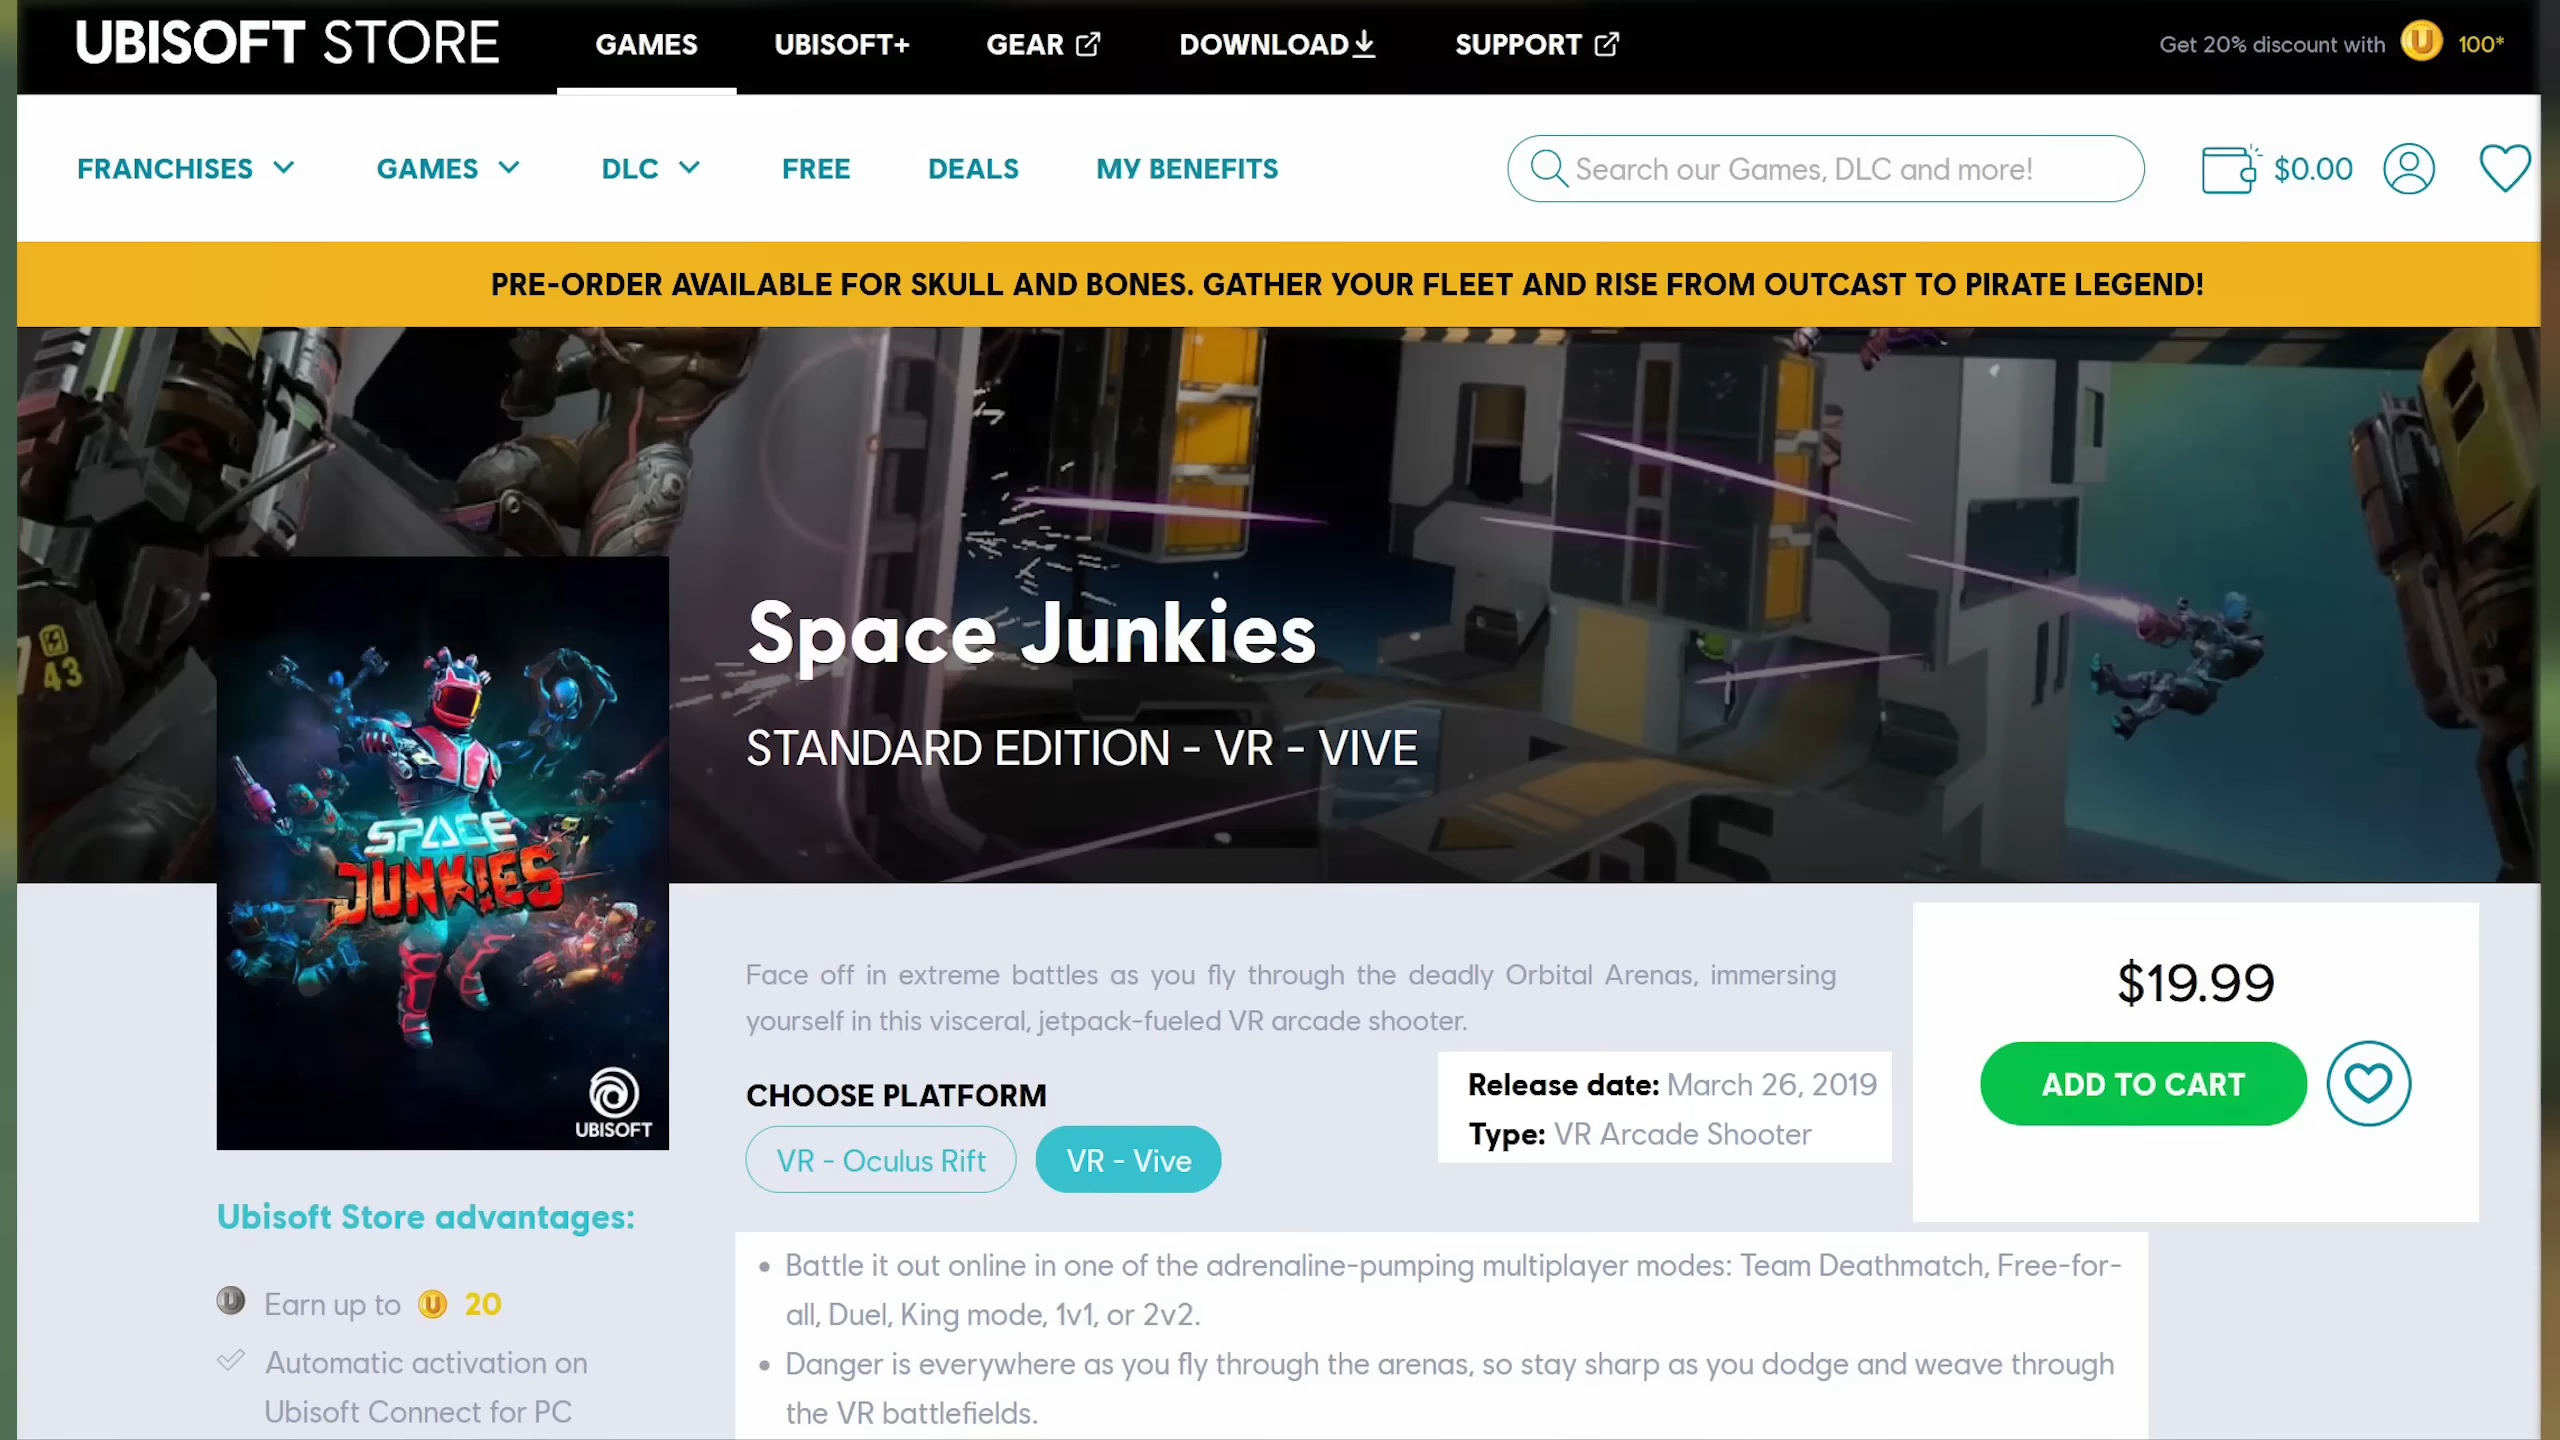 UBISOFT STORE
GAMES
UBISOFT+
GEAR
DOWNLOAD
SUPPORT
Get 20% discount with 100*
FRANCHISES
GAMES
DLC
FREE
DEALS
MY BENEFITS
Search our Games, DLC and more!
$0.00
PRE-ORDER AVAILABLE FOR SKULL AND BONES. GATHER YOUR FLEET AND RISE FROM OUTCAST TO PIRATE LEGEND!
43
Space Junkies
STANDARD EDITION - VR - VIVE
SPACE
JUNKIES
UBISOFT
Face off in extreme battles as you fly through the deadly Orbital Arenas, immersing
yourself in this visceral, jetpack-fueled VR arcade shooter.
CHOOSE PLATFORM
VR - Oculus Rift
VR - Vive
Release date: March 26, 2019
Type: VR Arcade Shooter
$19.99
ADD TO CART
Ubisoft Store advantages:
Earn up to 20
Automatic activation on
Ubisoft Connect for PC
• Battle it out online in one of the adrenaline-pumping multiplayer modes: Team Deathmatch, Free-for-
all, Duel, King mode, 1v1, or 2v2.
• Danger is everywhere as you fly through the arenas, so stay sharp as you dodge and weave through
the VR battlefields.